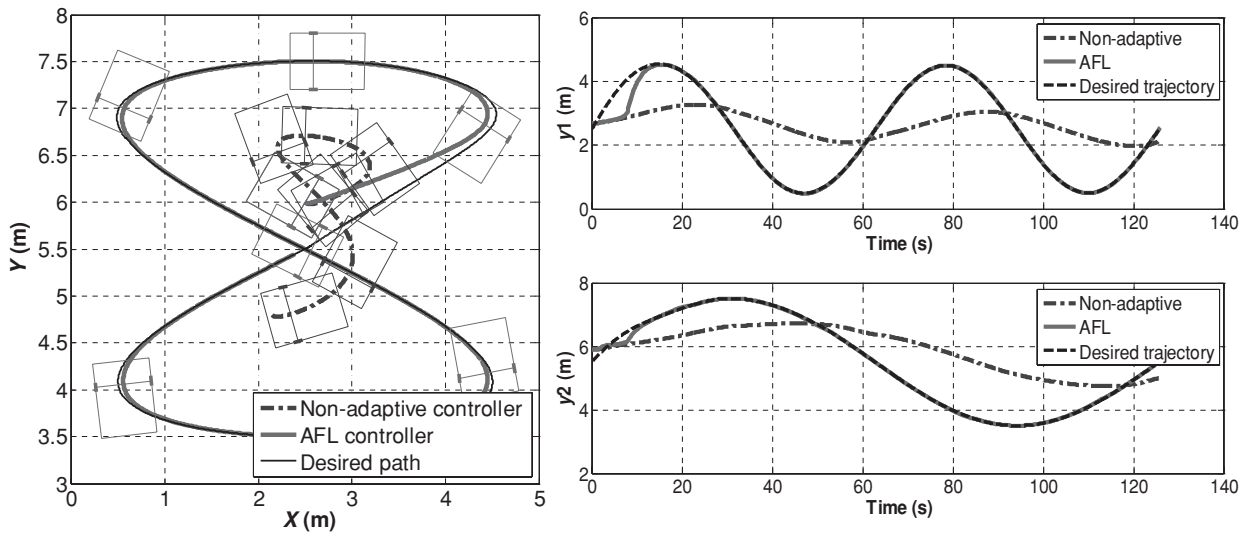 8
7.5
7
6.5
6
5.5
5
4.5
4
3.5
3
Y (m)
0 1 2 3 4 5
X (m)
Non-adaptive controller
AFL controller
Desired path
6
4
2
0
y1 (m)
Non-adaptive
AFL
Desired trajectory
0 20 40 60 80 100 120 140
Time (s)
8
6
4
2
y2 (m)
Non-adaptive
AFL
Desired trajectory
0 20 40 60 80 100 120 140
Time (s)